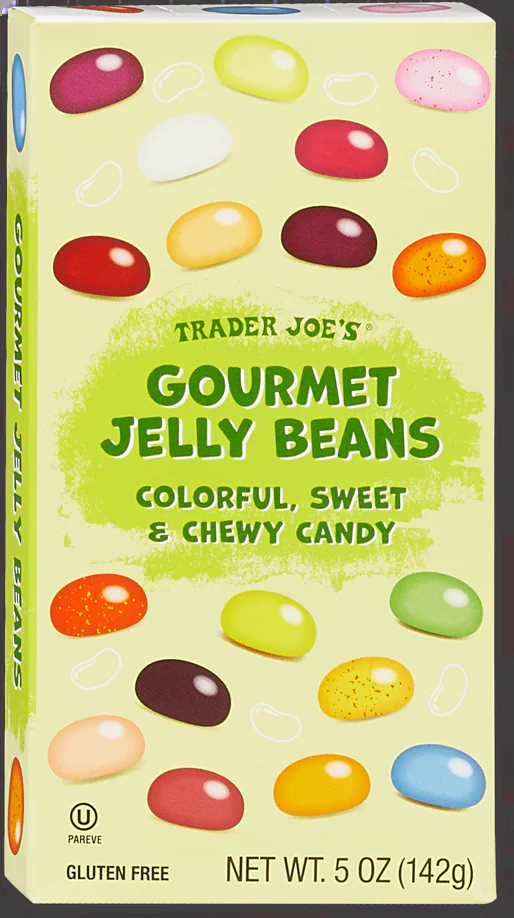 TRADER JOE'S®
GOURMET
JELLY BEANS
COLORFUL, SWEET
& CHEWY CANDY
GOURMET JELLY BEANS
U
PAREVE
GLUTEN FREE
NET WT. 5 OZ (142g)